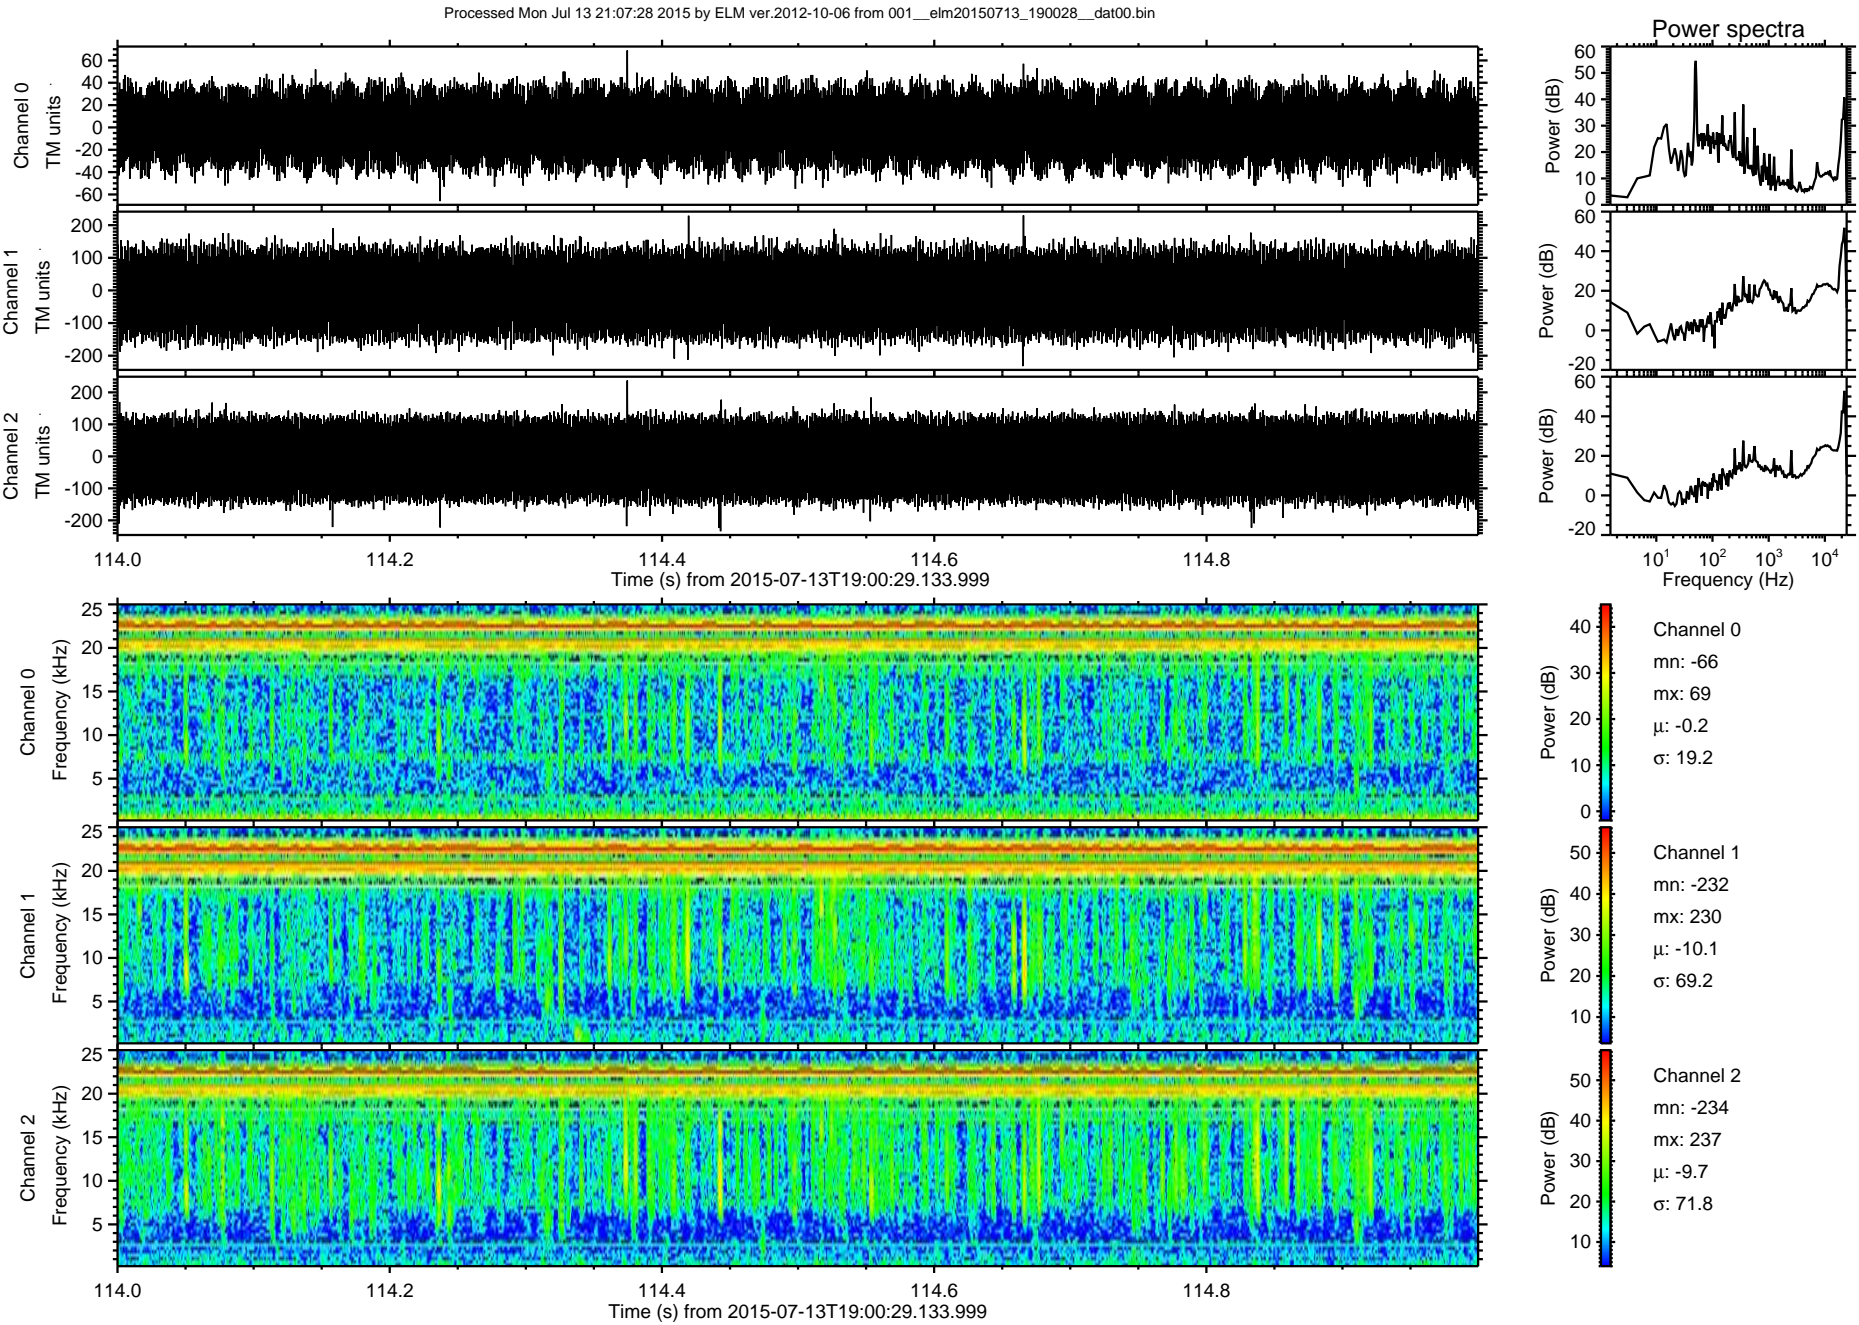 Processed Mon Jul 13 21:07:28 2015 by ELM ver.2012-10-06 from 001__elm20150713_190028__dat00.bin
Power spectra
Channel 0
TM units
60
40
20
0
-20
-40
-60
Power (dB)
60
50
40
30
20
10
0
Channel 1
TM units
200
100
0
-100
-200
Power (dB)
60
40
20
0
-20
Channel 2
TM units
200
100
0
-100
-200
Power (dB)
60
40
20
0
-20
114.0 114.2 114.4 114.6 114.8
Time (s) from 2015-07-13T19:00:29.133.999
10^1 10^2 10^3 10^4
Frequency (Hz)
Channel 0
Frequency (kHz)
25
20
15
10
5
Power (dB)
40
30
20
10
0
Channel 0
mn: -66
mx: 69
μ: -0.2
σ: 19.2
Channel 1
Frequency (kHz)
25
20
15
10
5
Power (dB)
50
40
30
20
10
Channel 1
mn: -232
mx: 230
μ: -10.1
σ: 69.2
Channel 2
Frequency (kHz)
25
20
15
10
5
Power (dB)
50
40
30
20
10
Channel 2
mn: -234
mx: 237
μ: -9.7
σ: 71.8
114.0 114.2 114.4 114.6 114.8
Time (s) from 2015-07-13T19:00:29.133.999